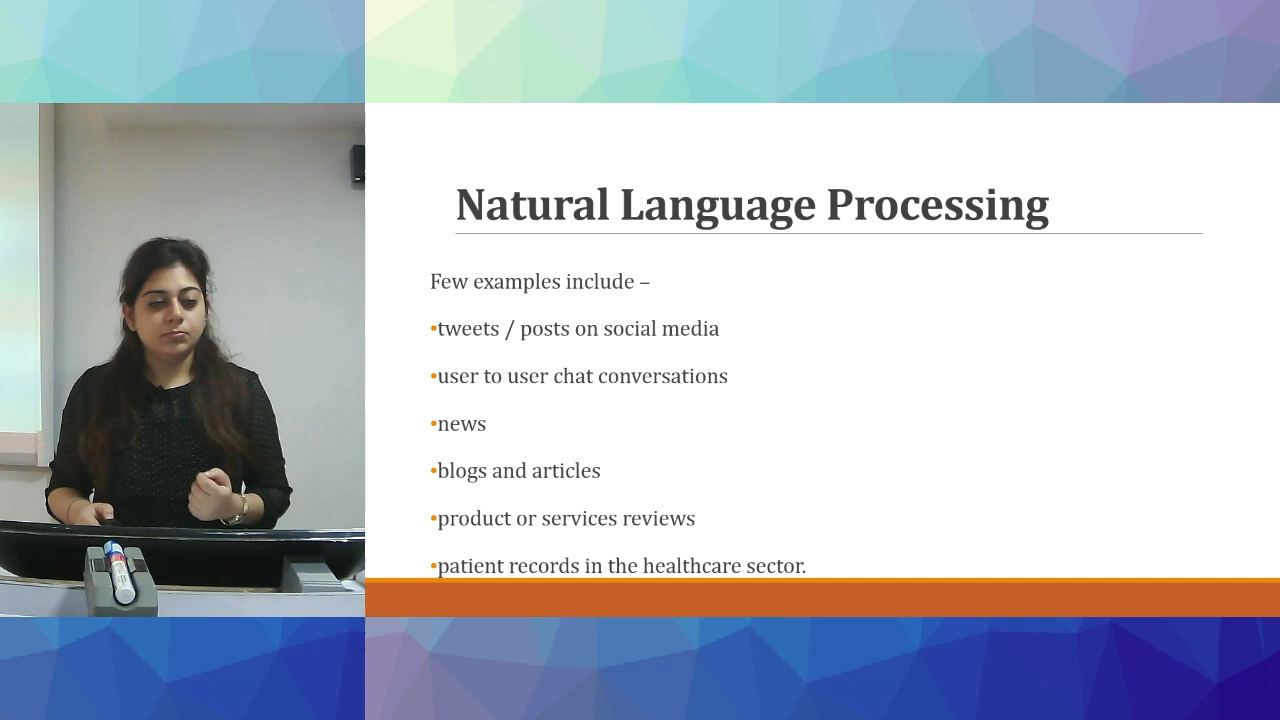 Natural Language Processing
Few examples include –
•tweets / posts on social media
•user to user chat conversations
•news
•blogs and articles
•product or services reviews
•patient records in the healthcare sector.